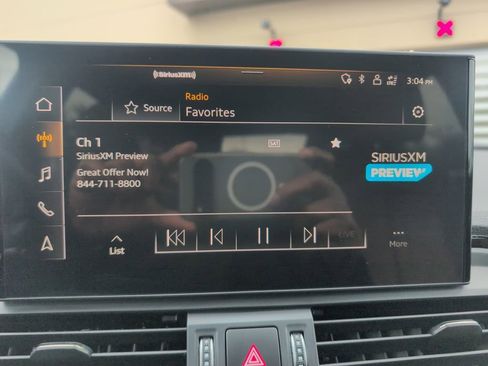 ((SiriusXM))
3:04 PM
Source
Radio
Favorites
Ch 1
SAT
SiriusXM Preview
Great Offer Now!
844-711-8800
SIRIUSXM
PREVIEW
List
LIVE
More